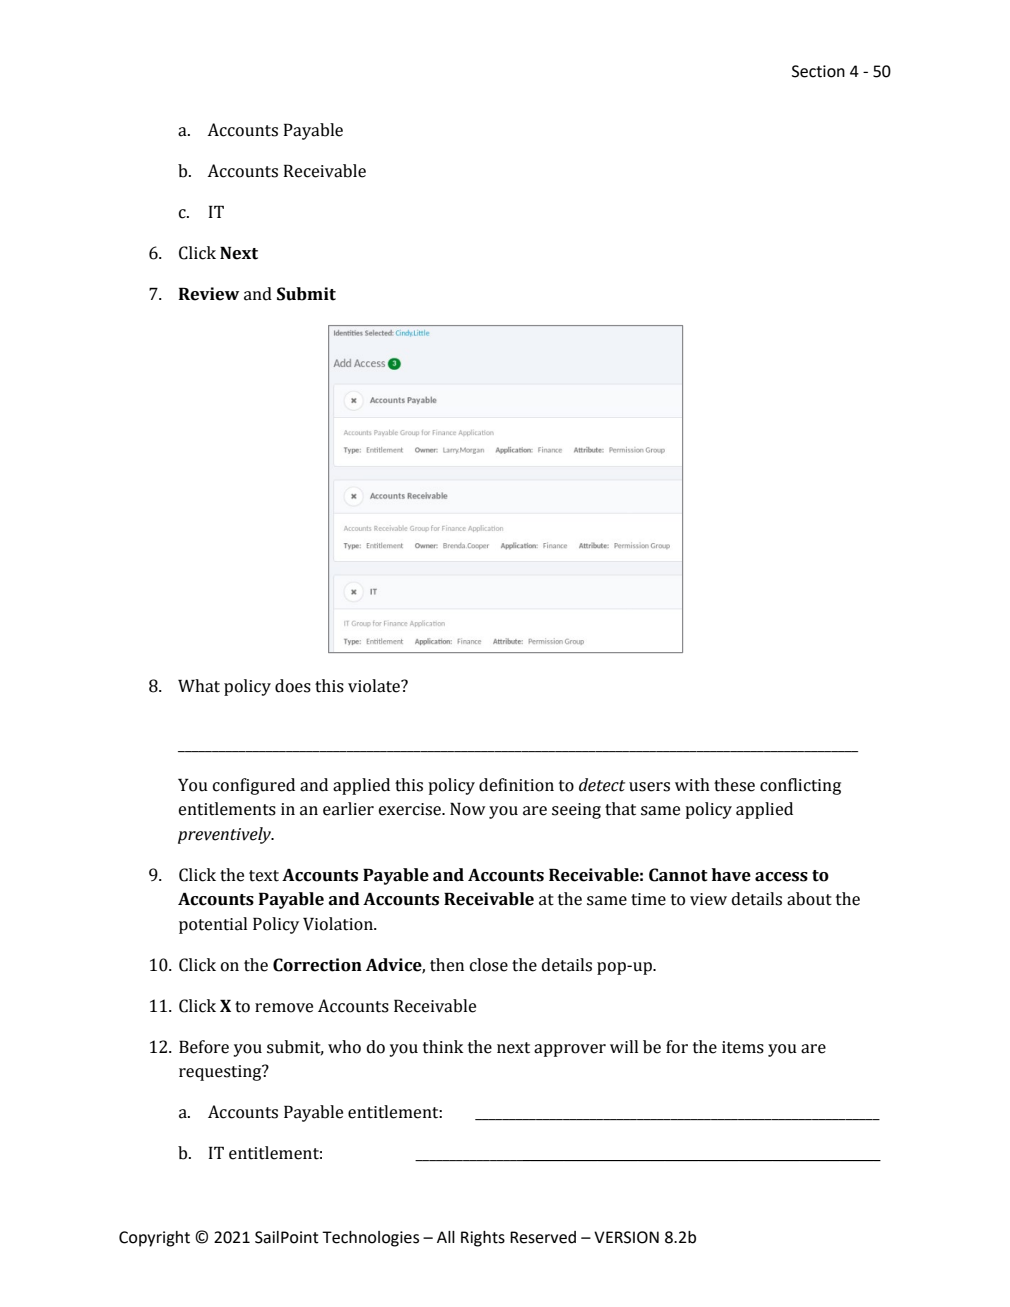 Section 4 - 50
a. Accounts Payable
b. Accounts Receivable
c. IT
6. Click Next
7. Review and Submit
Identities Selected: Cindy.Little
Add Access 3
✖ Accounts Payable
Accounts Payable Group for Finance Application
Type: Entitlement Owner: Larry.Morgan Application: Finance Attribute: Permission Group
✖ Accounts Receivable
Accounts Receivable Group for Finance Application
Type: Entitlement Owner: Brenda.Cooper Application: Finance Attribute: Permission Group
✖ IT
IT Group for Finance Application
Type: Entitlement Application: Finance Attribute: Permission Group
8. What policy does this violate?
You configured and applied this policy definition to detect users with these conflicting
entitlements in an earlier exercise. Now you are seeing that same policy applied
preventively.
9. Click the text Accounts Payable and Accounts Receivable: Cannot have access to
Accounts Payable and Accounts Receivable at the same time to view details about the
potential Policy Violation.
10. Click on the Correction Advice, then close the details pop-up.
11. Click X to remove Accounts Receivable
12. Before you submit, who do you think the next approver will be for the items you are
requesting?
a. Accounts Payable entitlement:
b. IT entitlement:
Copyright © 2021 SailPoint Technologies – All Rights Reserved – VERSION 8.2b